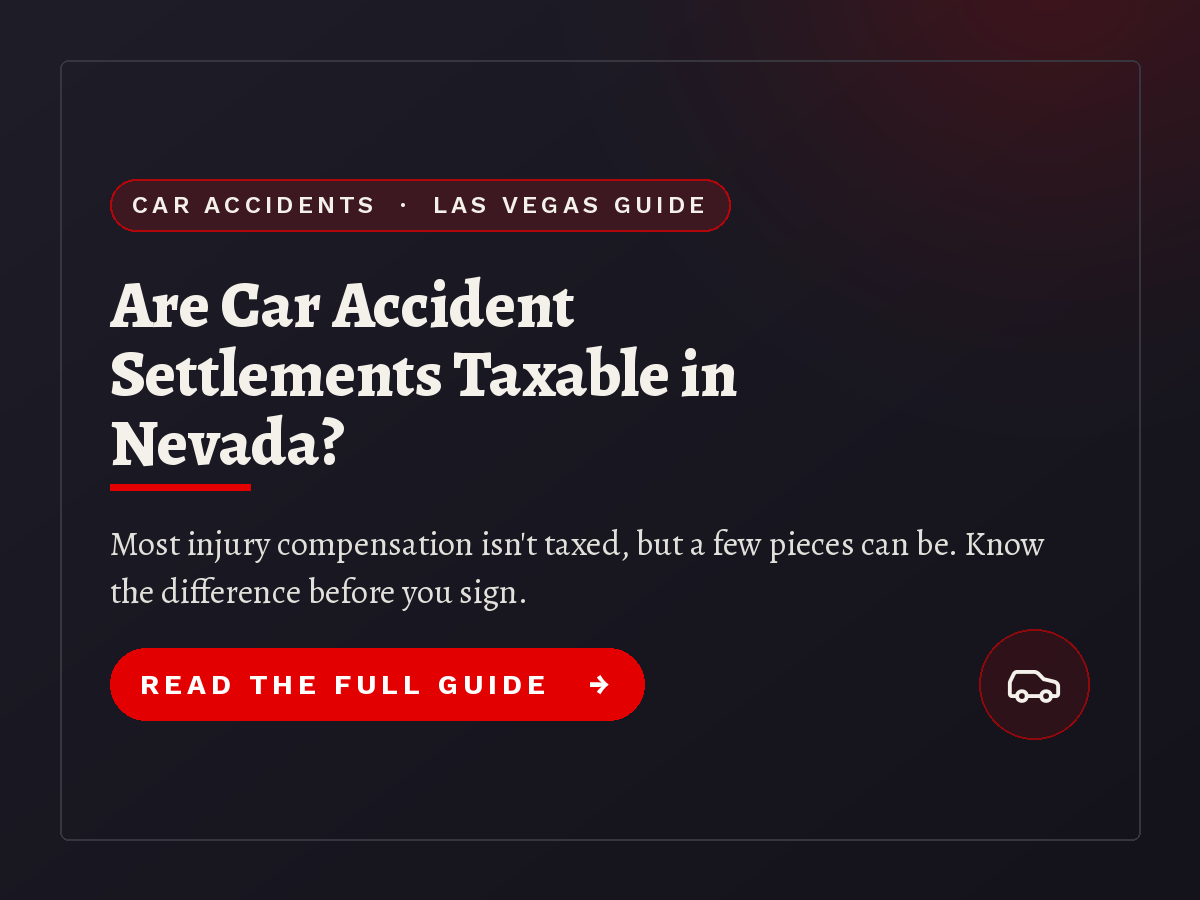 CAR ACCIDENTS · LAS VEGAS GUIDE
Are Car Accident
Settlements Taxable in
Nevada?
Most injury compensation isn't taxed, but a few pieces can be. Know
the difference before you sign.
READ THE FULL GUIDE →